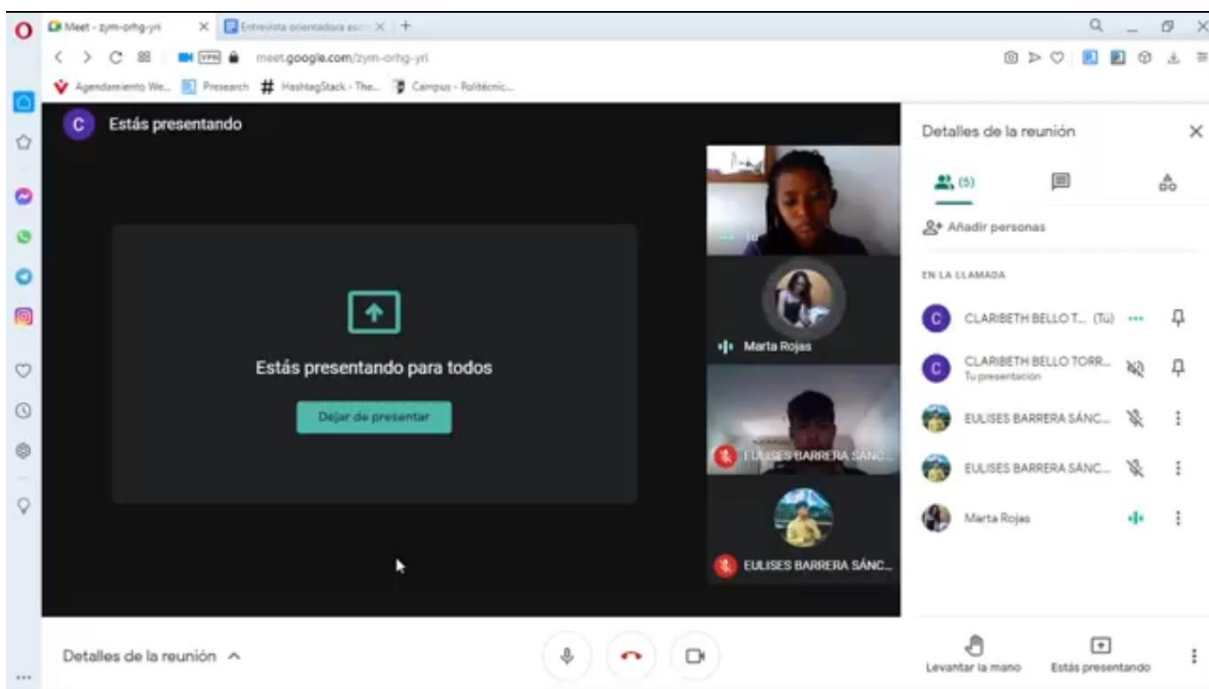 Meet - zym-orhg-yri
Entrevista orientadora esc
VPN
meet.google.com/zym-orhg-yri
Agendamiento We...
Presearch
HashtagStack - The...
Campus - Politécnic...
C
Estás presentando
Estás presentando para todos
Dejar de presentar
Tú
Marta Rojas
EULISES BARRERA SÁNC...
EULISES BARRERA SÁNC...
Detalles de la reunión
(5)
Añadir personas
EN LA LLAMADA
C
CLARIBETH BELLO T... (Tú)
C
CLARIBETH BELLO TORR...
Tu presentación
EULISES BARRERA SÁNC...
EULISES BARRERA SÁNC...
Marta Rojas
Detalles de la reunión
Levantar la mano
Estás presentando